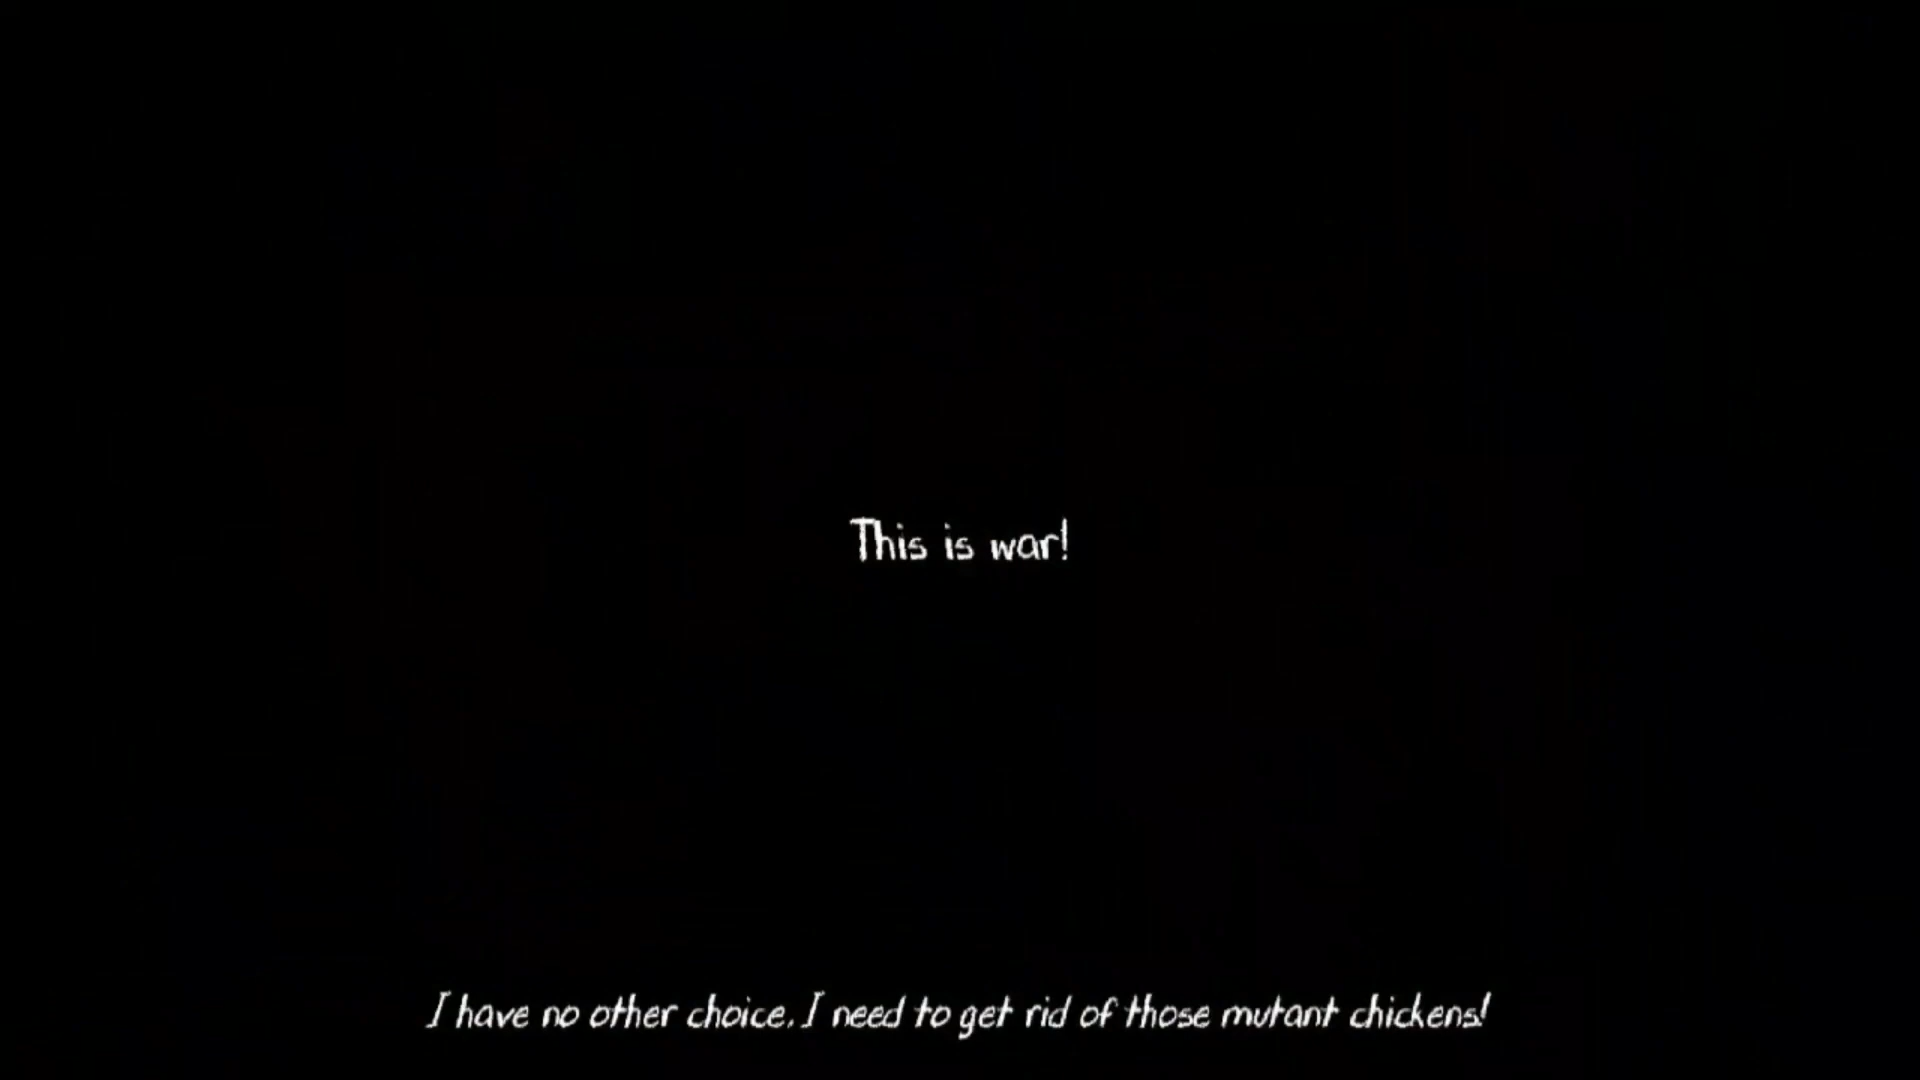 This is war!
I have no other choice. I need to get rid of those mutant chickens!